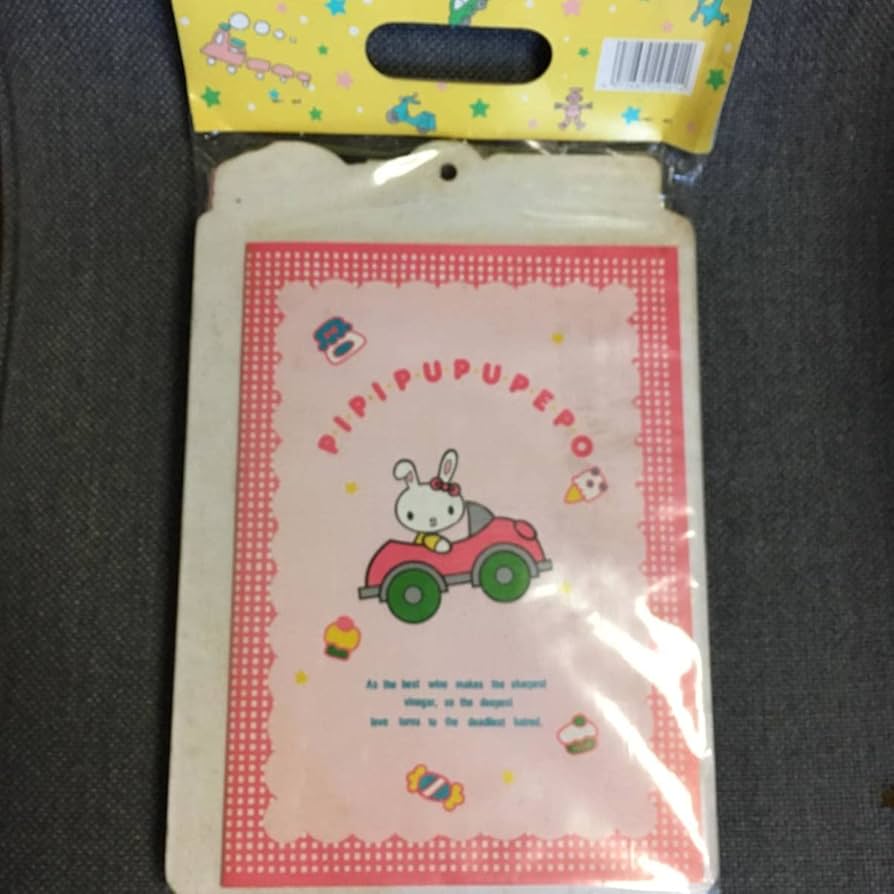 PIPIPUPUPEPO
As the best wine makes the sharpest
vinegar, so the deepest
love turns to the deadliest hatred.